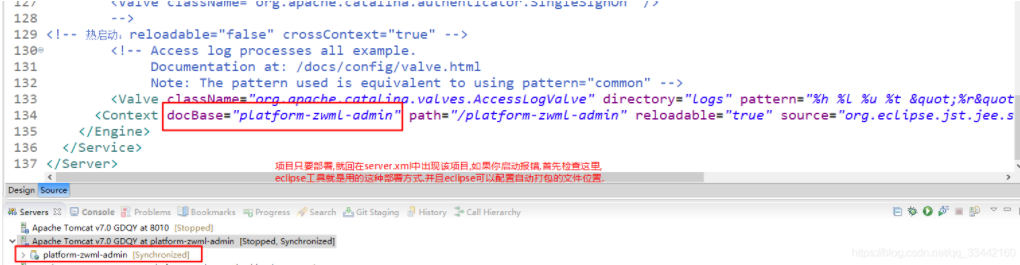 127 <Valve className="org.apache.catalina.authenticator.SingleSignOn" />
128 -->
129 <!-- 热启动：reloadable="false" crossContext="true" -->
130 <!-- Access log processes all example.
131 Documentation at: /docs/config/valve.html
132 Note: The pattern used is equivalent to using pattern="common" -->
133 <Valve className="org.apache.catalina.valves.AccessLogValve" directory="logs" pattern="%h %l %u %t &quot;%r&quot
134 <Context docBase="platform-zwml-admin" path="/platform-zwml-admin" reloadable="true" source="org.eclipse.jst.jee.s
135 </Engine>
136 </Service>
137 </Server>
项目只要部署,就回在server.xml中出现该项目,如果你启动报错,首先检查这里.
eclipse工具就是用的这种部署方式.并且eclipse可以配置自动打包的文件位置.
Design Source
Servers Console Problems Bookmarks Progress Search Git Staging History Call Hierarchy
Apache Tomcat v7.0 GDQY at 8010 [Stopped]
Apache Tomcat v7.0 GDQY at platform-zwml-admin [Stopped, Synchronized]
platform-zwml-admin [Synchronized]
https://blog.csdn.net/qq_33442160